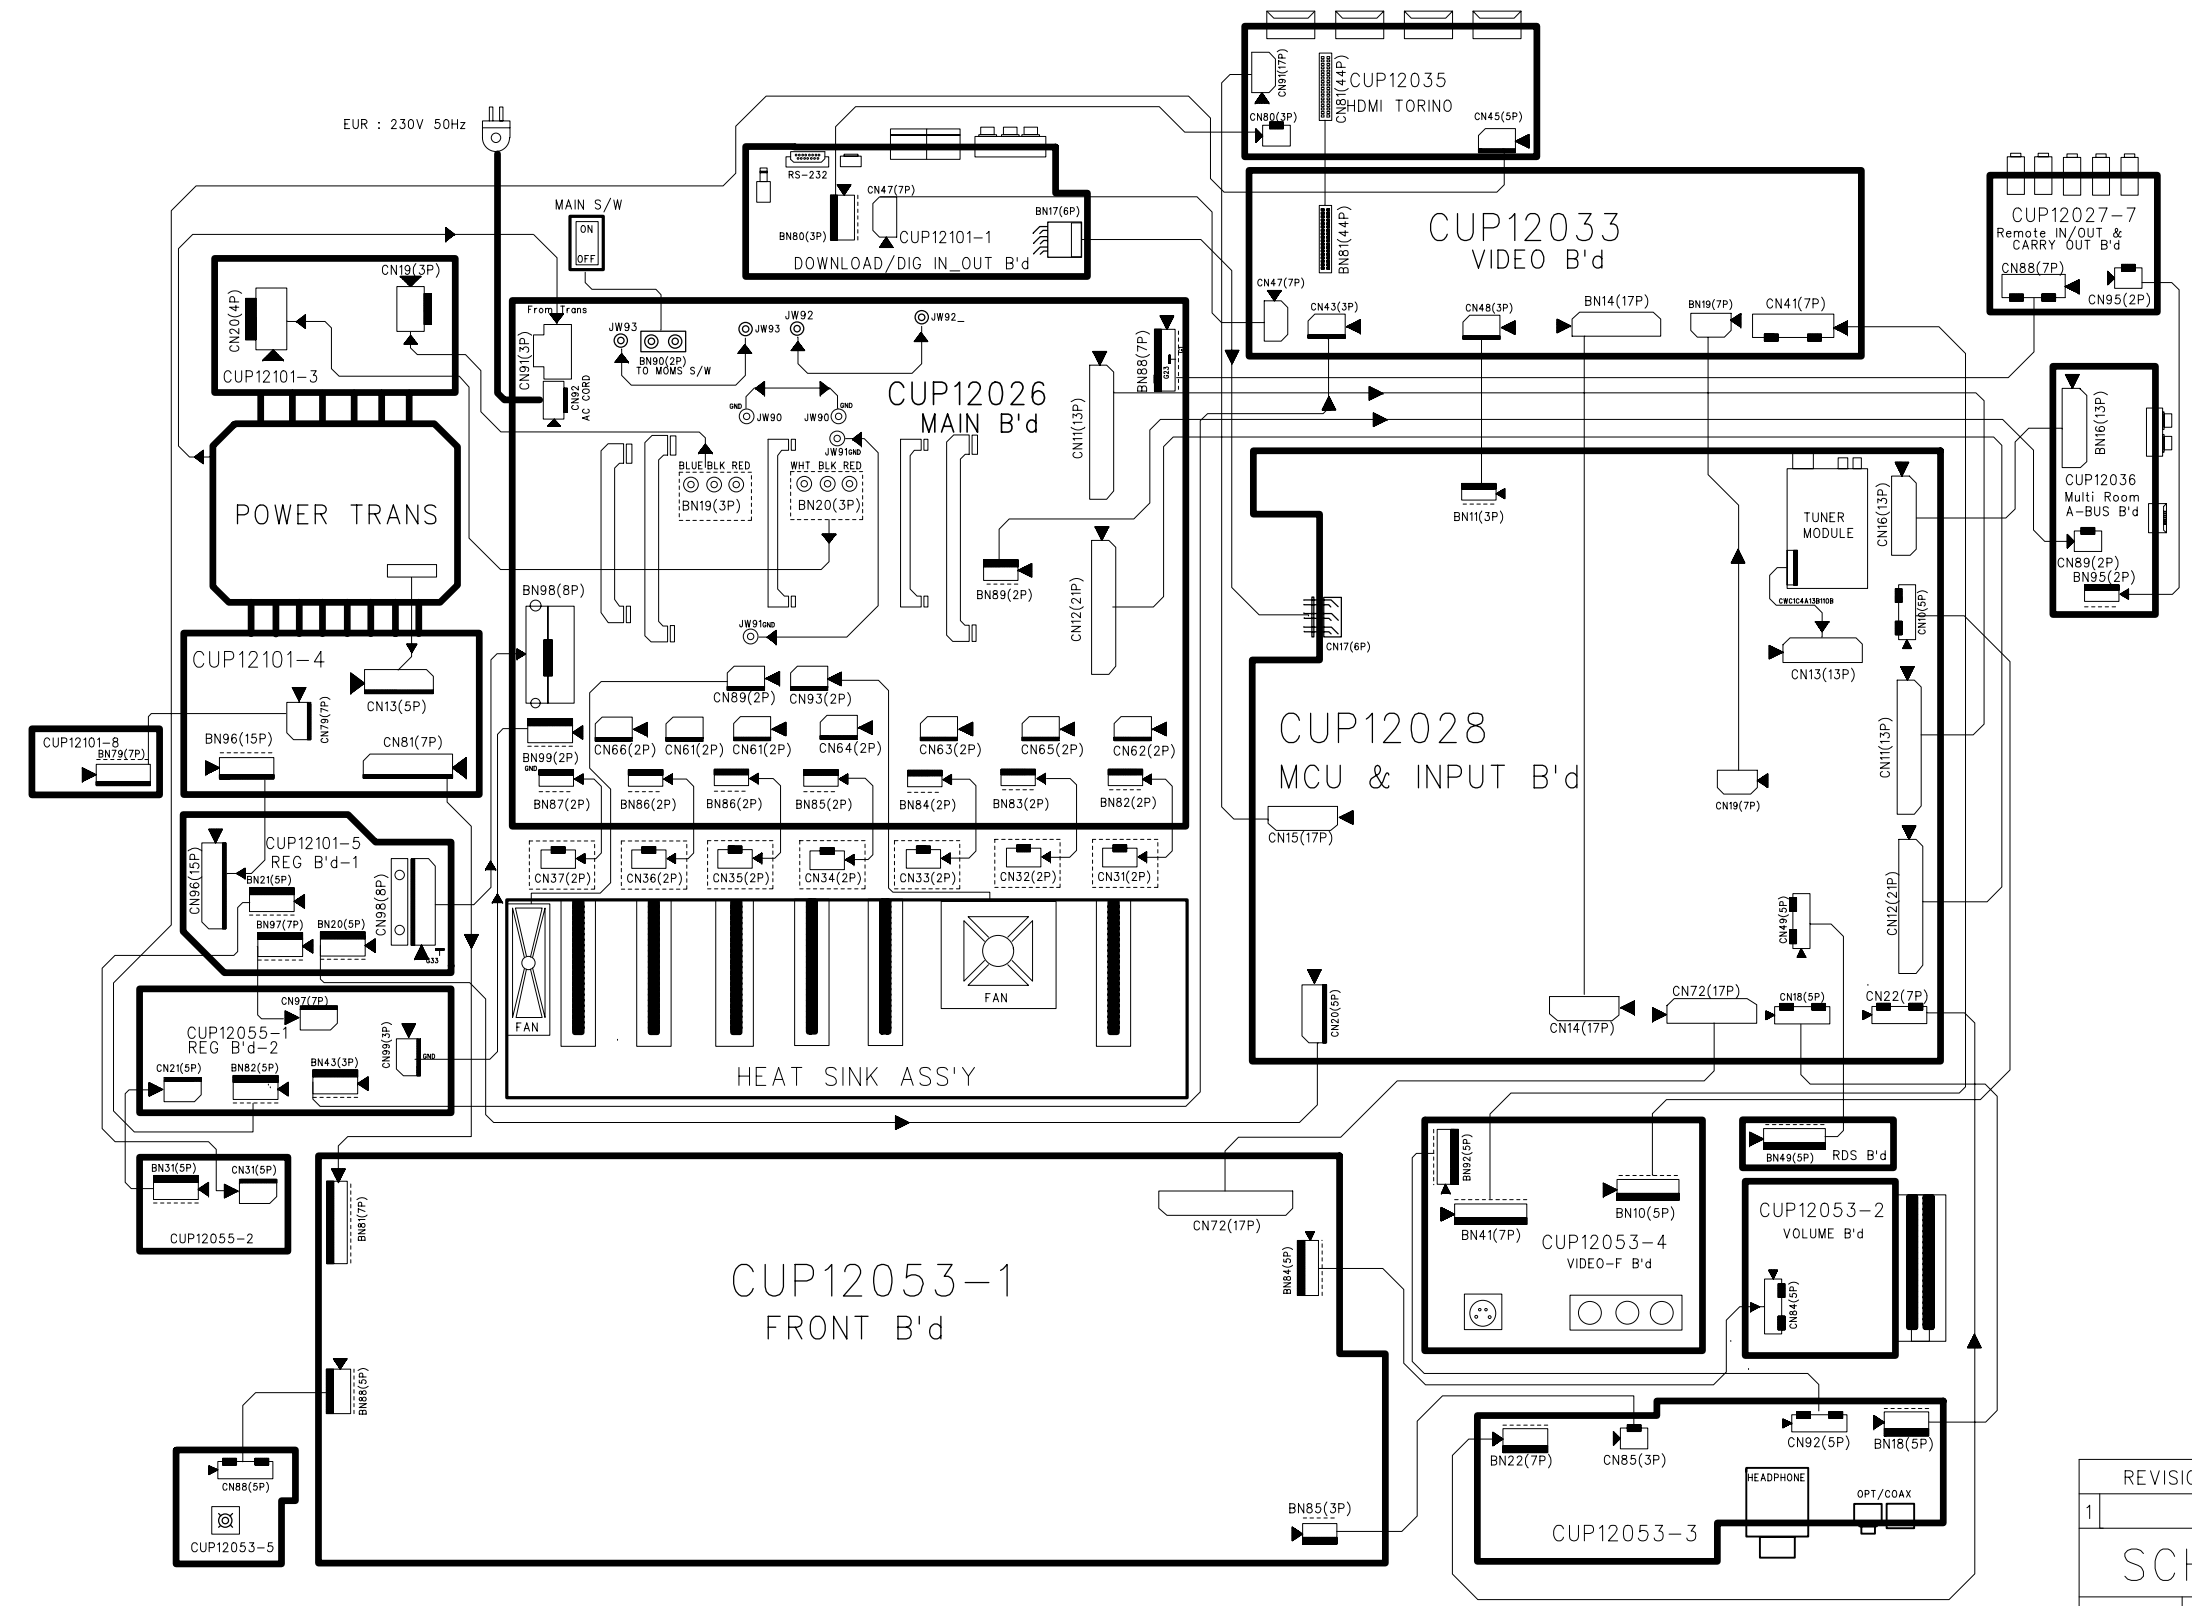 EUR : 230V 50Hz
MAIN S/W
ON
OFF
RS-232
BN80(3P)
CN47(7P)
BN17(6P)
CUP12101-1
DOWNLOAD/DIG IN_OUT B'd
CN91(17P)
CN81(44P)
CUP12035
HDMI TORINO
CN80(3P)
CN45(5P)
BN81(44P)
CUP12033
VIDEO B'd
CN47(7P)
CN43(3P)
CN48(3P)
BN14(17P)
BN19(7P)
CN41(7P)
CUP12027-7
Remote IN/OUT &
CARRY OUT B'd
CN88(7P)
CN95(2P)
CN20(4P)
CN19(3P)
CUP12101-3
POWER TRANS
From Trans
CN91(3P)
CN92
AC CORD
JW93
BN90(2P)
TO MOMS S/W
JW93
JW92
JW92_
GND
JW90
JW90
GND
JW91GND
CUP12026
MAIN B'd
BN88(7P)
G23
CN11(13P)
BLUE BLK RED
BN19(3P)
WHT BLK RED
BN20(3P)
BN98(8P)
JW91GND
BN89(2P)
CN12(21P)
CN89(2P)
CN93(2P)
BN99(2P)
GND
CN66(2P)
CN61(2P)
CN61(2P)
CN64(2P)
CN63(2P)
CN65(2P)
CN62(2P)
BN87(2P)
BN86(2P)
BN86(2P)
BN85(2P)
BN84(2P)
BN83(2P)
BN82(2P)
CN37(2P)
CN36(2P)
CN35(2P)
CN34(2P)
CN33(2P)
CN32(2P)
CN31(2P)
FAN
FAN
HEAT SINK ASS'Y
BN16(13P)
CUP12036
Multi Room
A-BUS B'd
CN89(2P)
BN95(2P)
BN11(3P)
TUNER
MODULE
CWC1C4A13B110B
CN16(13P)
CN10(5P)
CN17(6P)
CN13(13P)
CUP12028
MCU & INPUT B'd
CN15(17P)
CN19(7P)
CN11(13P)
CN12(21P)
CN49(5P)
CN20(5P)
CN14(17P)
CN72(17P)
CN18(5P)
CN22(7P)
CUP12101-4
CN79(7P)
CN13(5P)
BN96(15P)
CN81(7P)
CUP12101-8
BN79(7P)
CN96(15P)
CUP12101-5
REG B'd-1
BN21(5P)
BN97(7P)
BN20(5P)
CN98(8P)
G33
CN97(7P)
CUP12055-1
REG B'd-2
CN99(3P)
GND
CN21(5P)
BN82(5P)
BN43(3P)
BN31(5P)
CN31(5P)
CUP12055-2
BN81(7P)
CN72(17P)
BN84(5P)
CUP12053-1
FRONT B'd
BN88(5P)
BN85(3P)
CN88(5P)
CUP12053-5
BN92(5P)
BN41(7P)
BN10(5P)
CUP12053-4
VIDEO-F B'd
BN49(5P)
RDS B'd
CUP12053-2
VOLUME B'd
CN84(5P)
BN22(7P)
CN85(3P)
CN92(5P)
BN18(5P)
HEADPHONE
OPT/COAX
CUP12053-3
1